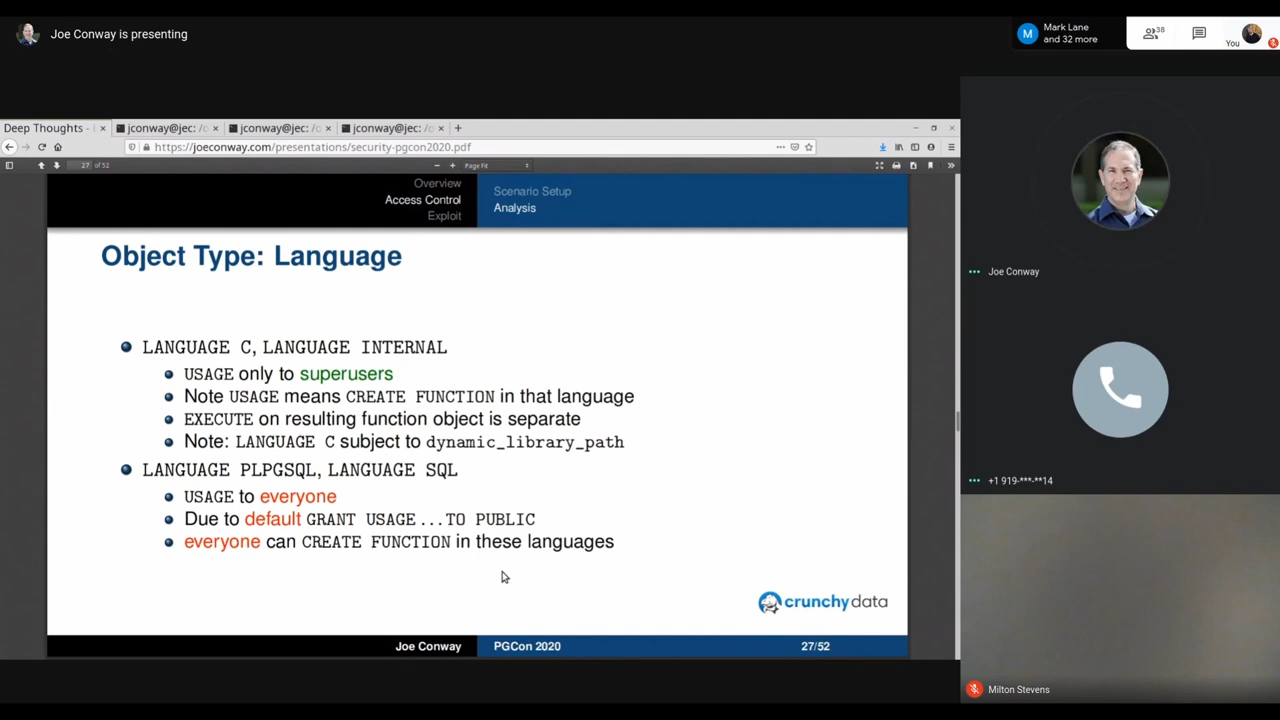 Joe Conway is presenting
Mark Lane
and 32 more
38
You
Deep Thoughts -
jconway@jec: /o
jconway@jec: /o
jconway@jec: /o
https://joeconway.com/presentations/security-pgcon2020.pdf
27 of 52
Page Fit
Overview
Access Control
Exploit
Scenario Setup
Analysis
Object Type: Language
LANGUAGE C, LANGUAGE INTERNAL
USAGE only to superusers
Note USAGE means CREATE FUNCTION in that language
EXECUTE on resulting function object is separate
Note: LANGUAGE C subject to dynamic_library_path
LANGUAGE PLPGSQL, LANGUAGE SQL
USAGE to everyone
Due to default GRANT USAGE...TO PUBLIC
everyone can CREATE FUNCTION in these languages
crunchydata
Joe Conway
PGCon 2020
27/52
M
Joe Conway
+1 919-***-**14
Milton Stevens